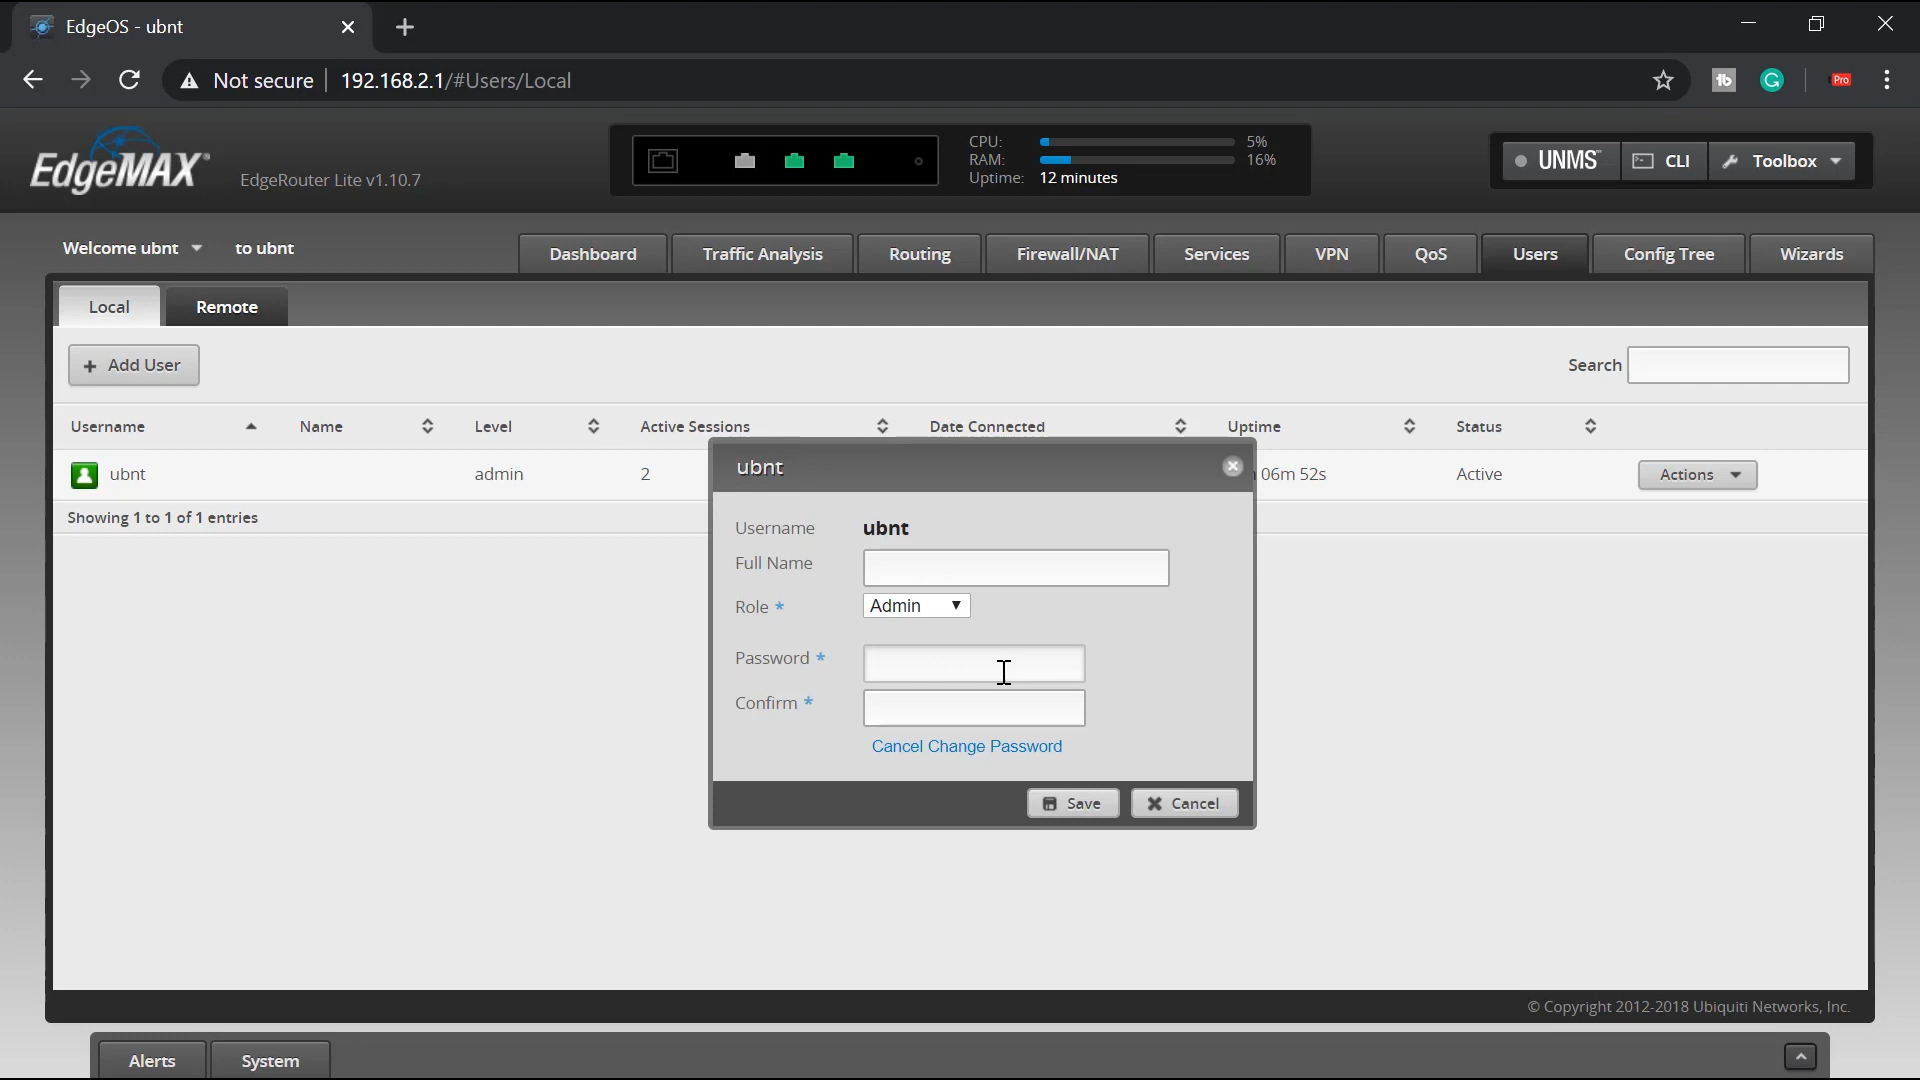 EdgeOS - ubnt
Not secure 192.168.2.1/#Users/Local
tb G Pro
EdgeMAX
EdgeRouter Lite v1.10.7
CPU: 5%
RAM: 16%
Uptime: 12 minutes
UNMS™ CLI Toolbox
Welcome ubnt to ubnt
Dashboard Traffic Analysis Routing Firewall/NAT Services VPN QoS Users Config Tree Wizards
Local Remote
+ Add User Search
Username Name Level Active Sessions Date Connected Uptime Status
ubnt admin 2 06m 52s Active Actions
Showing 1 to 1 of 1 entries
ubnt
Username ubnt
Full Name
Role * Admin
Password *
Confirm *
Cancel Change Password
Save Cancel
© Copyright 2012-2018 Ubiquiti Networks, Inc.
Alerts System